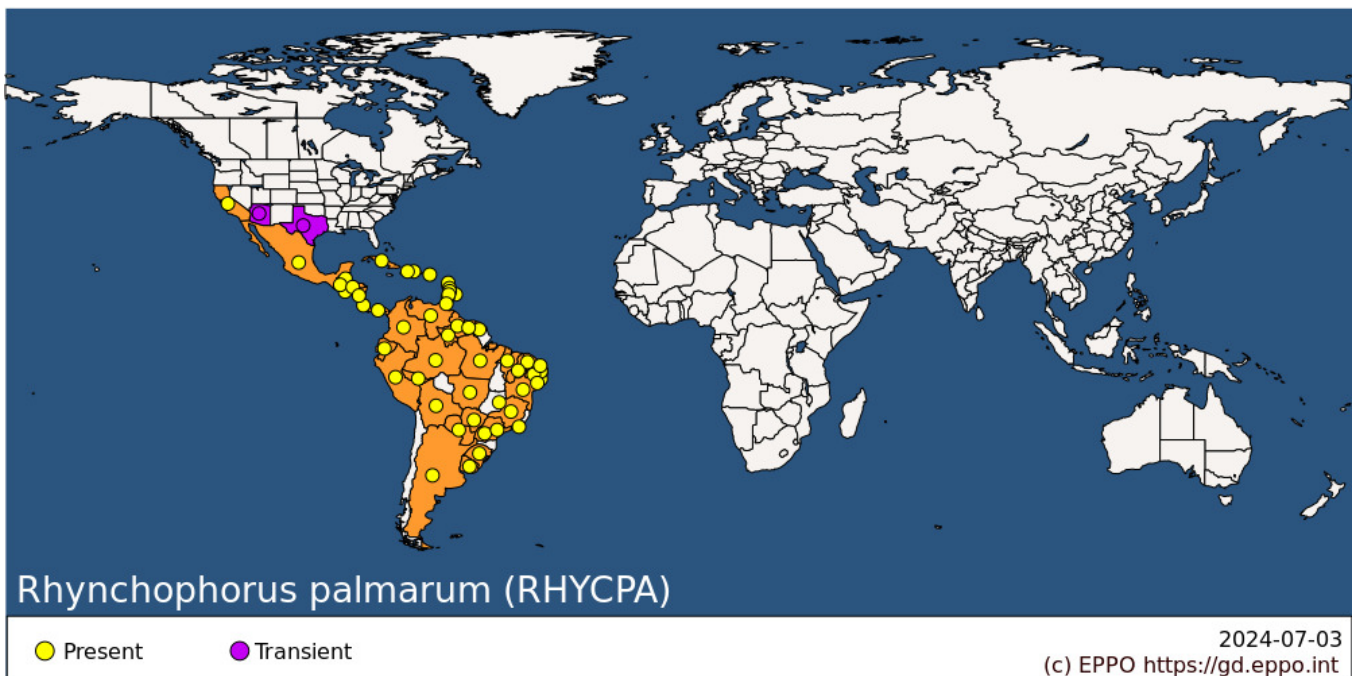 Rhynchophorus palmarum (RHYCPA)
Present
Transient
2024-07-03
(c) EPPO https://gd.eppo.int